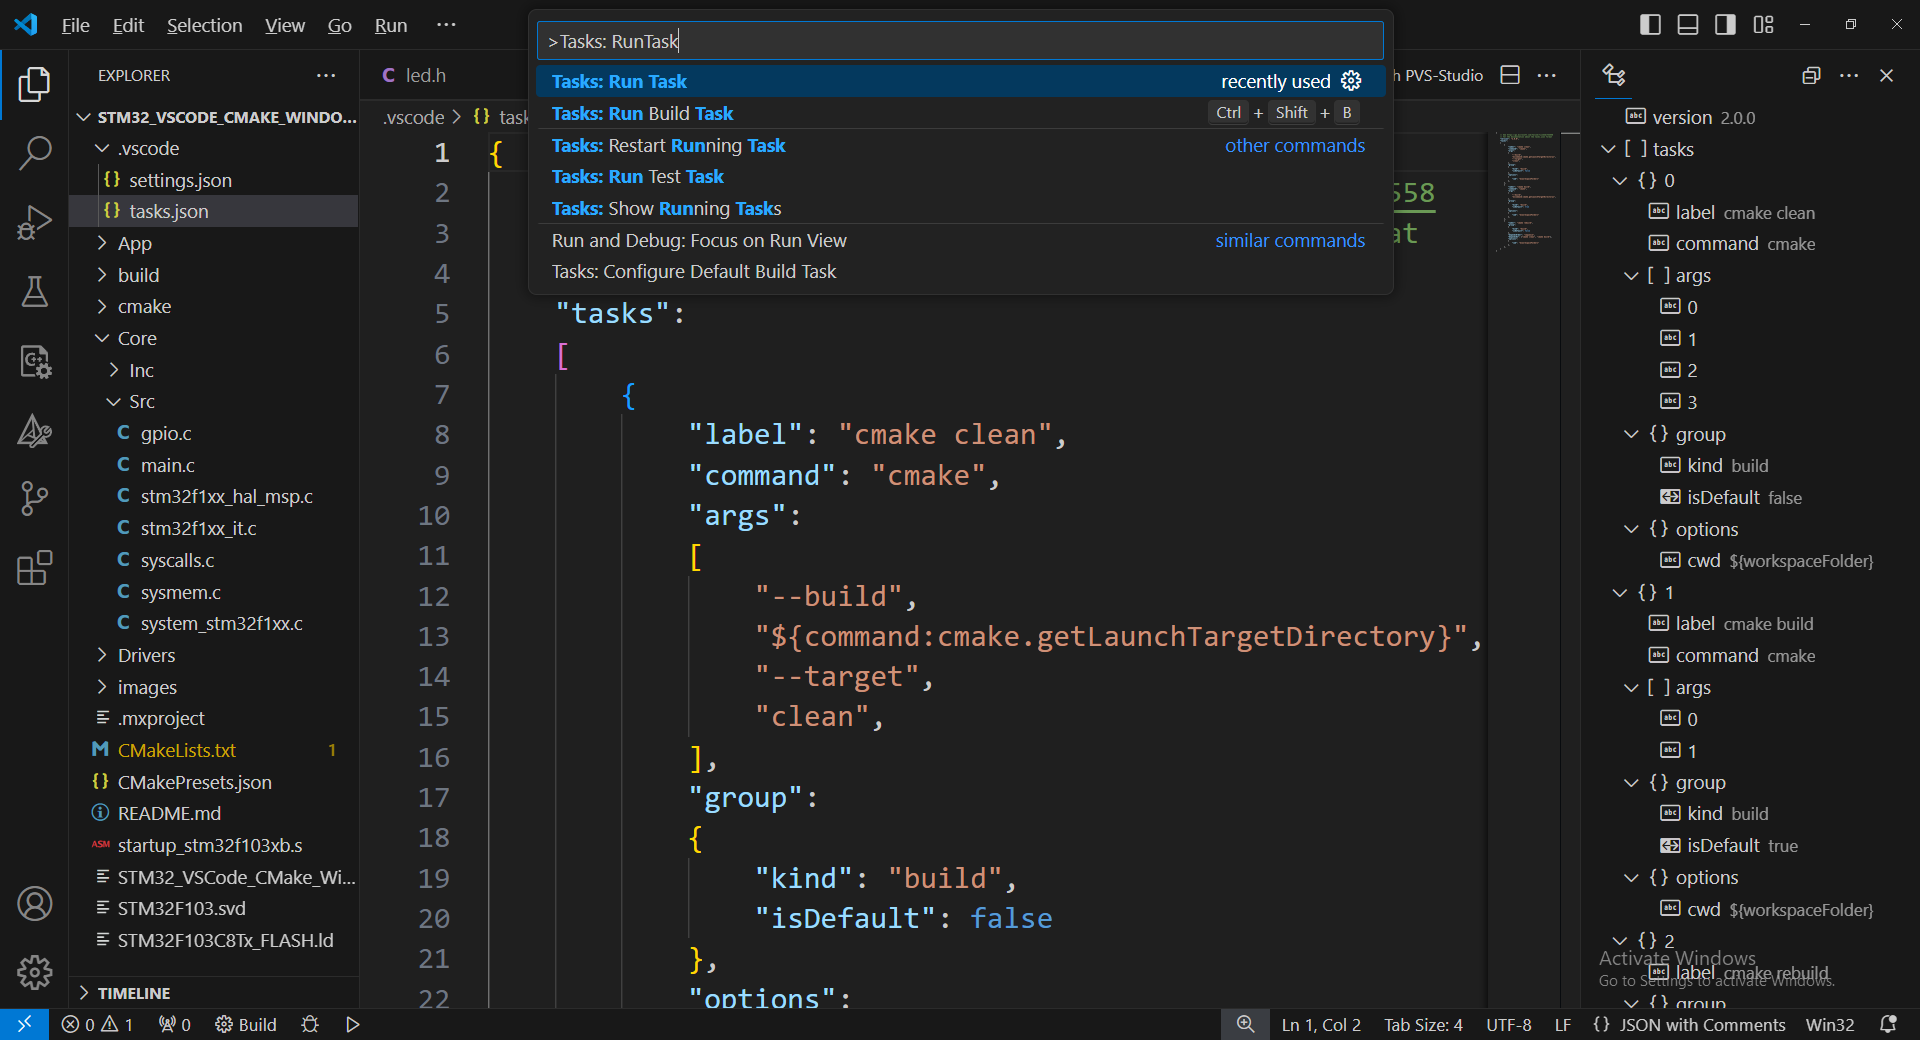 File Edit Selection View Go Run ···
>Tasks: RunTask
Tasks: Run Task recently used
Tasks: Run Build Task Ctrl + Shift + B
Tasks: Restart Running Task other commands
Tasks: Run Test Task
Tasks: Show Running Tasks
Run and Debug: Focus on Run View similar commands
Tasks: Configure Default Build Task
EXPLORER ···
STM32_VSCODE_CMAKE_WINDO...
.vscode
{} settings.json
{} tasks.json
App
build
cmake
Core
Inc
Src
C gpio.c
C main.c
C stm32f1xx_hal_msp.c
C stm32f1xx_it.c
C syscalls.c
C sysmem.c
C system_stm32f1xx.c
Drivers
images
.mxproject
M CMakeLists.txt 1
{} CMakePresets.json
README.md
ASM startup_stm32f103xb.s
STM32_VSCode_CMake_Wi...
STM32F103.svd
STM32F103C8Tx_FLASH.ld
TIMELINE
C led.h
PVS-Studio ···
.vscode > {} task
1 {
2 558
3 at
4
5 "tasks":
6 [
7 {
8 "label": "cmake clean",
9 "command": "cmake",
10 "args":
11 [
12 "--build",
13 "${command:cmake.getLaunchTargetDirectory}",
14 "--target",
15 "clean",
16 ],
17 "group":
18 {
19 "kind": "build",
20 "isDefault": false
21 },
22 "options":
···
version 2.0.0
[ ] tasks
{} 0
label cmake clean
command cmake
[ ] args
0
1
2
3
{} group
kind build
isDefault false
{} options
cwd ${workspaceFolder}
{} 1
label cmake build
command cmake
[ ] args
0
1
{} group
kind build
isDefault true
{} options
cwd ${workspaceFolder}
{} 2
label cmake rebuild
{} group
Activate Windows
Go to Settings to activate Windows.
0 1 0 Build
Ln 1, Col 2 Tab Size: 4 UTF-8 LF {} JSON with Comments Win32